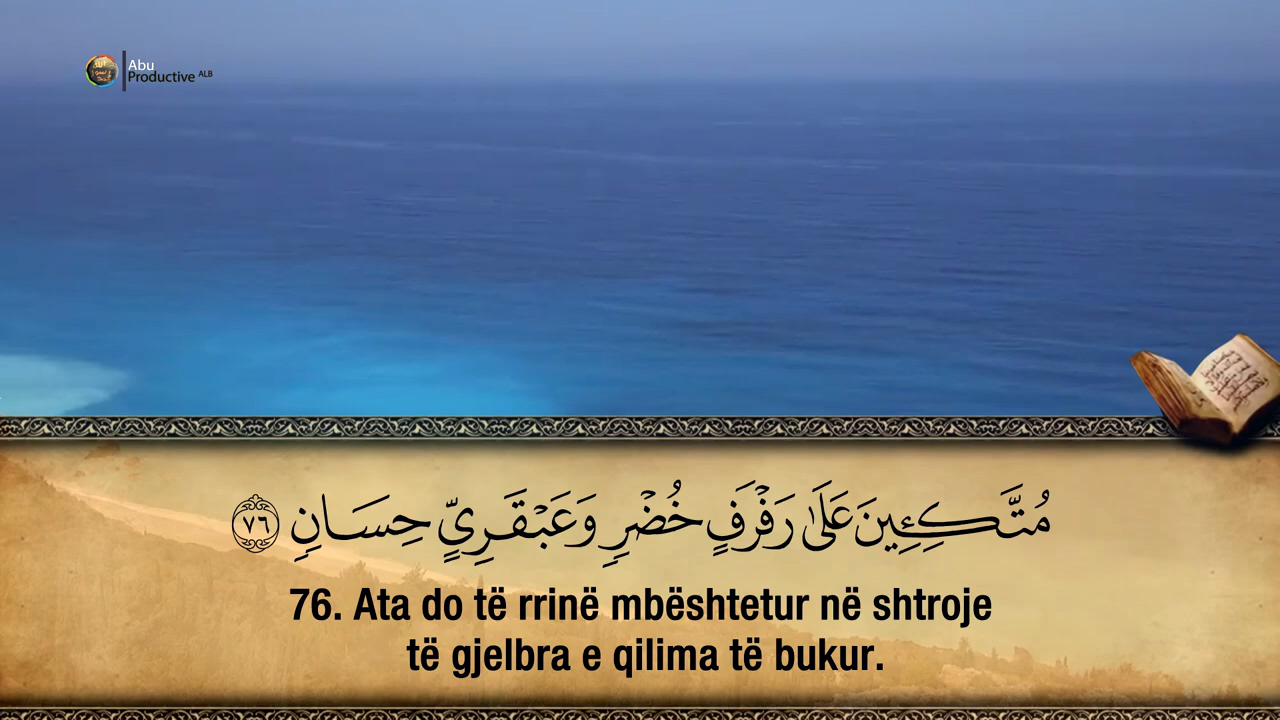 Abu
Productive ALB
مُتَّكِـِٔينَ عَلَىٰ رَفْرَفٍ خُضْرٍ وَعَبْقَرِيٍّ حِسَانٍ ٧٦
76. Ata do të rrinë mbështetur në shtroje
të gjelbra e qilima të bukur.